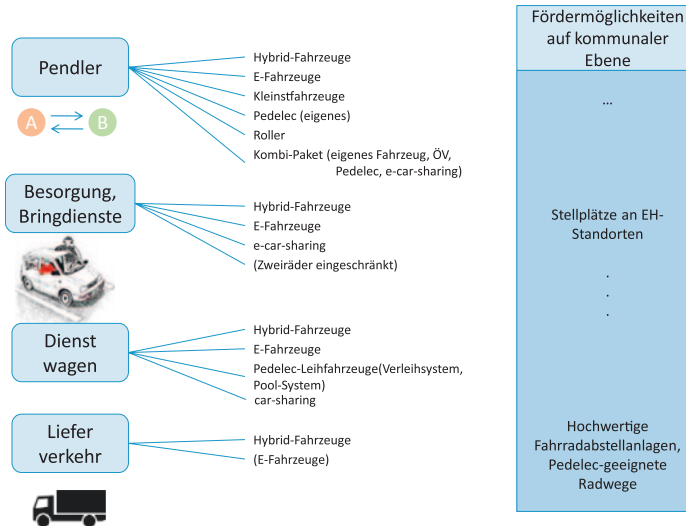 Pendler
A
B
Hybrid-Fahrzeuge
E-Fahrzeuge
Kleinstfahrzeuge
Pedelec (eigenes)
Roller
Kombi-Paket (eigenes Fahrzeug, ÖV,
Pedelec, e-car-sharing)
Besorgung,
Bringdienste
Hybrid-Fahrzeuge
E-Fahrzeuge
e-car-sharing
(Zweiräder eingeschränkt)
Dienst
wagen
Hybrid-Fahrzeuge
E-Fahrzeuge
Pedelec-Leihfahrzeuge(Verleihsystem,
Pool-System)
car-sharing
Liefer
verkehr
Hybrid-Fahrzeuge
(E-Fahrzeuge)
Fördermöglichkeiten
auf kommunaler
Ebene
...
Stellplätze an EH-
Standorten
.
.
.
Hochwertige
Fahrradabstellanlagen,
Pedelec-geeignete
Radwege